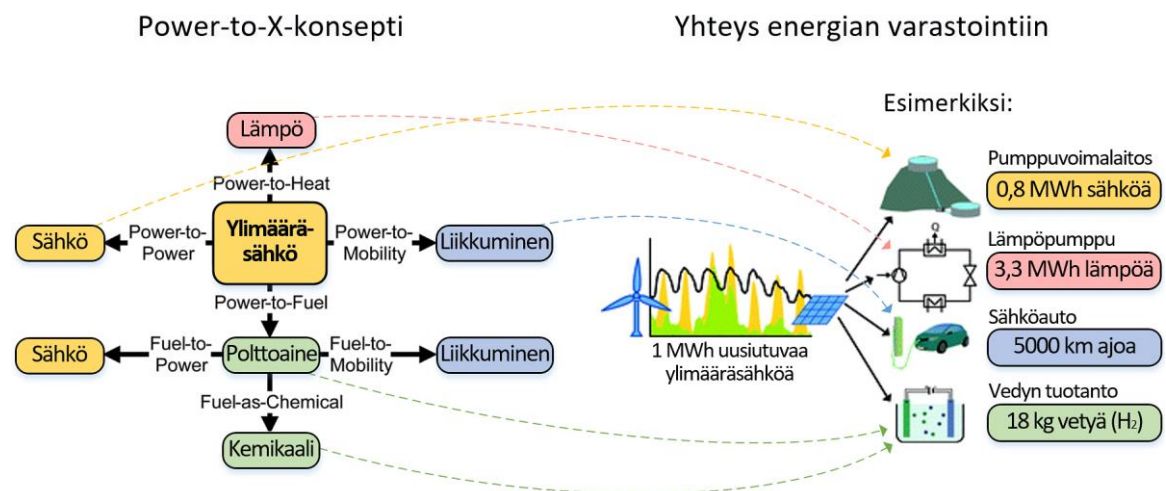 Power-to-X-konsepti
Yhteys energian varastointiin
Lämpö
Power-to-Heat
Sähkö
Power-to-
Power
Ylimäärä-
sähkö
Power-to-
Mobility
Liikkuminen
Power-to-Fuel
Sähkö
Fuel-to-
Power
Polttoaine
Fuel-to-
Mobility
Liikkuminen
Fuel-as-Chemical
Kemikaali
1 MWh uusiutuvaa
ylimääräsähköä
Esimerkiksi:
Pumppuvoimalaitos
0,8 MWh sähköä
Q
Lämpöpumppu
3,3 MWh lämpöä
Sähköauto
5000 km ajoa
Vedyn tuotanto
18 kg vetyä (H₂)